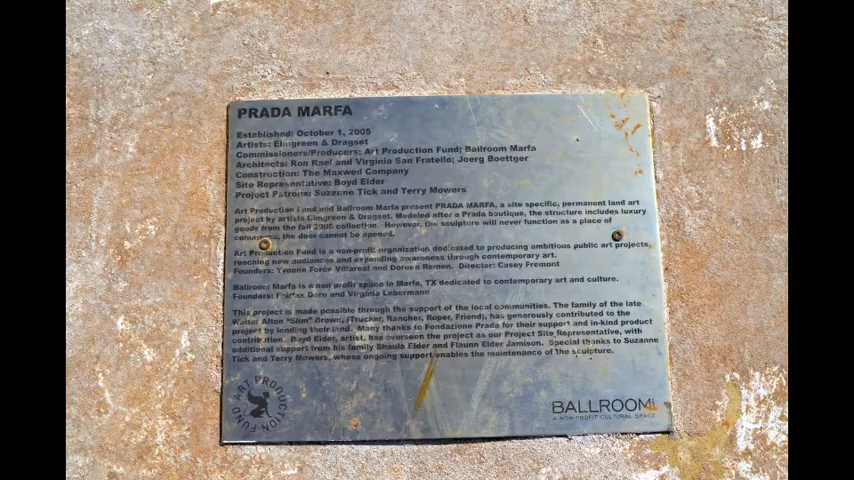 PRADA MARFA
Established: October 1, 2005
Artists: Elmgreen & Dragset
Commissioners/Producers: Art Production Fund; Ballroom Marfa
Architects: Ron Rael and Virginia San Fratello; Joerg Boettger
Construction: The Maxwell Company
Site Representative: Boyd Elder
Project Patrons: Suzanne Tick and Terry Mowers
Art Production Fund and Ballroom Marfa present PRADA MARFA, a site specific, permanent land art
project by artists Elmgreen & Dragset. Modeled after a Prada boutique, the structure includes luxury
goods from the fall 2005 collection. However, the sculpture will never function as a place of
commerce, the door cannot be opened.
Art Production Fund is a non-profit organization dedicated to producing ambitious public art projects,
reaching new audiences and expanding awareness through contemporary art.
Founders: Yvonne Force Villareal and Doreen Remen. Director: Casey Fremont
Ballroom Marfa is a non profit space in Marfa, TX dedicated to contemporary art and culture.
Founders: Fairfax Dorn and Virginia Lebermann
This project is made possible through the support of the local communities. The family of the late
Walter Alton "Slim" Brown, (Trucker, Rancher, Roper, Friend), has generously contributed to the
project by lending their land. Many thanks to Fondazione Prada for their support and in-kind product
contribution. Boyd Elder, artist, has overseen the project as our Project Site Representative, with
additional support from his family Shaula Elder and Flaunn Elder Jamison. Special thanks to Suzanne
Tick and Terry Mowers, whose ongoing support enables the maintenance of the sculpture.
ART PRODUCTION FUND
BALLROOM
A NON PROFIT CULTURAL SPACE